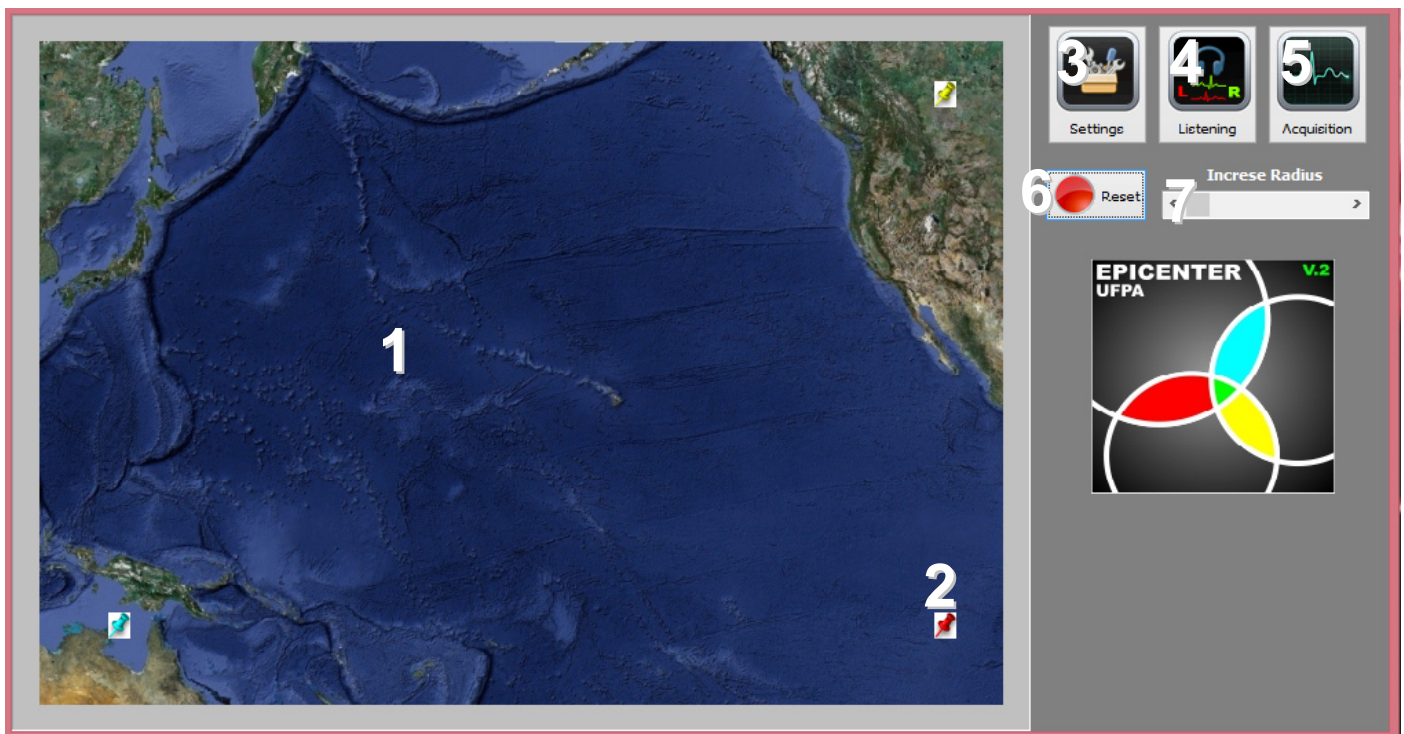 3
4
5
L
R
Settings
Listening
Acquisition
6
Reset
Increse Radius
7
EPICENTER
V.2
UFPA
1
2